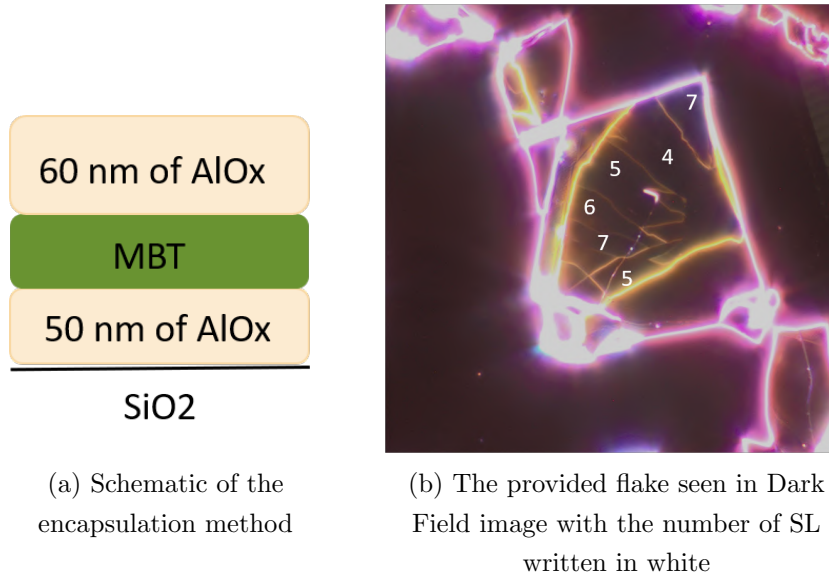 60 nm of AlOx
MBT
50 nm of AlOx
SiO2
7
4
5
6
7
5
(a) Schematic of the
encapsulation method
(b) The provided flake seen in Dark
Field image with the number of SL
written in white